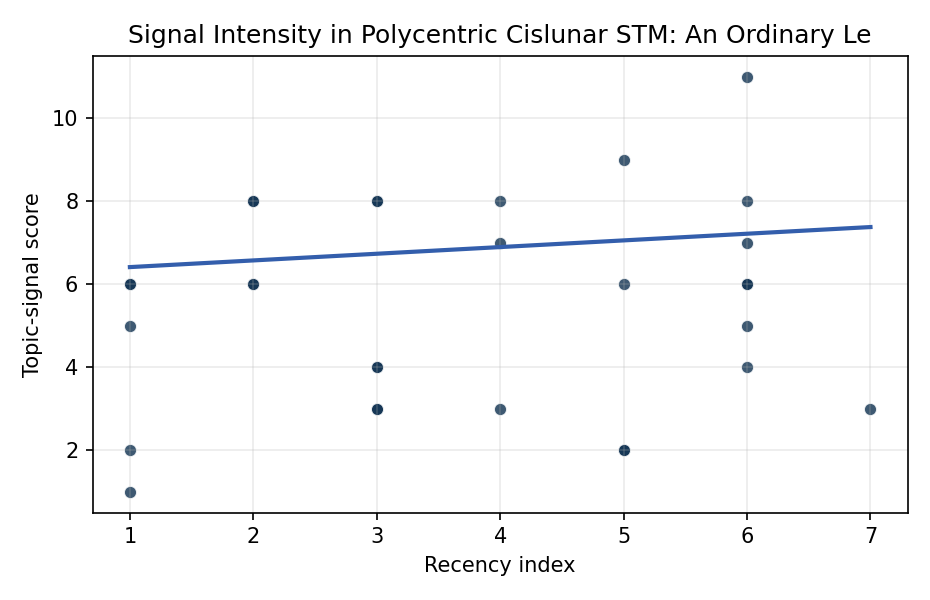 Signal Intensity in Polycentric Cislunar STM: An Ordinary Le
10
8
6
4
2
Topic-signal score
1 2 3 4 5 6 7
Recency index